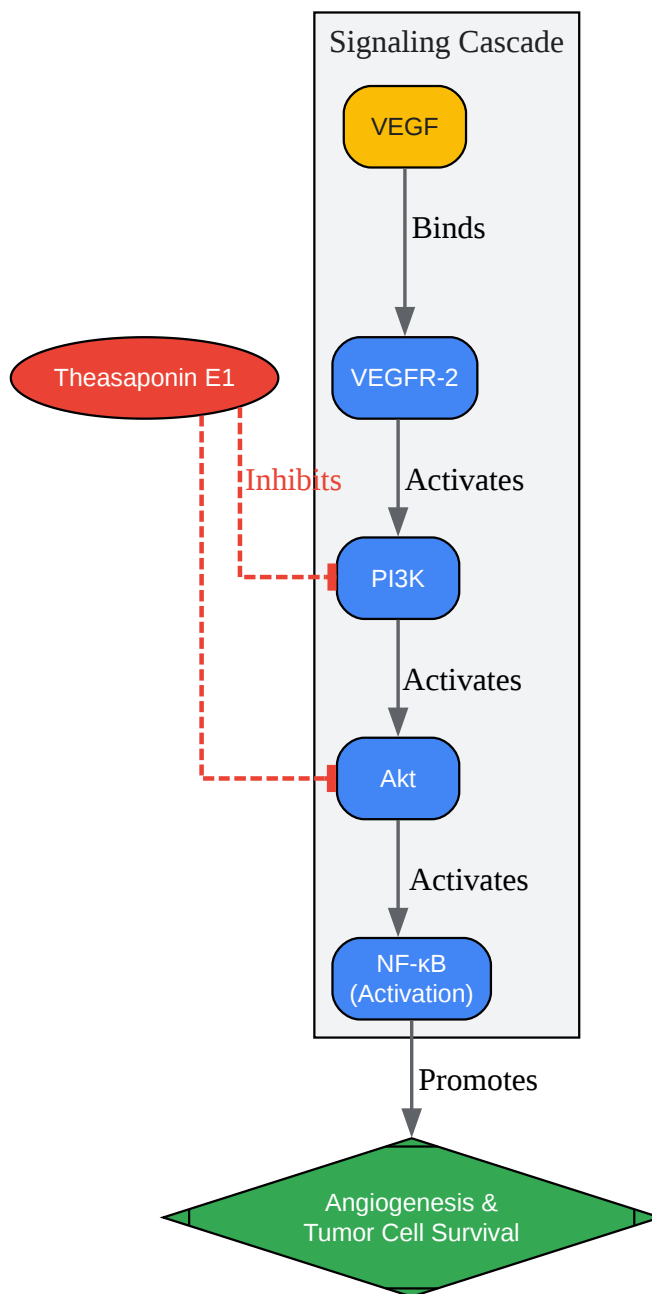 Signaling Cascade
VEGF
Binds
Theasaponin E1
VEGFR-2
Inhibits
Activates
PI3K
Activates
Akt
Activates
NF-κB
(Activation)
Promotes
Angiogenesis &
Tumor Cell Survival